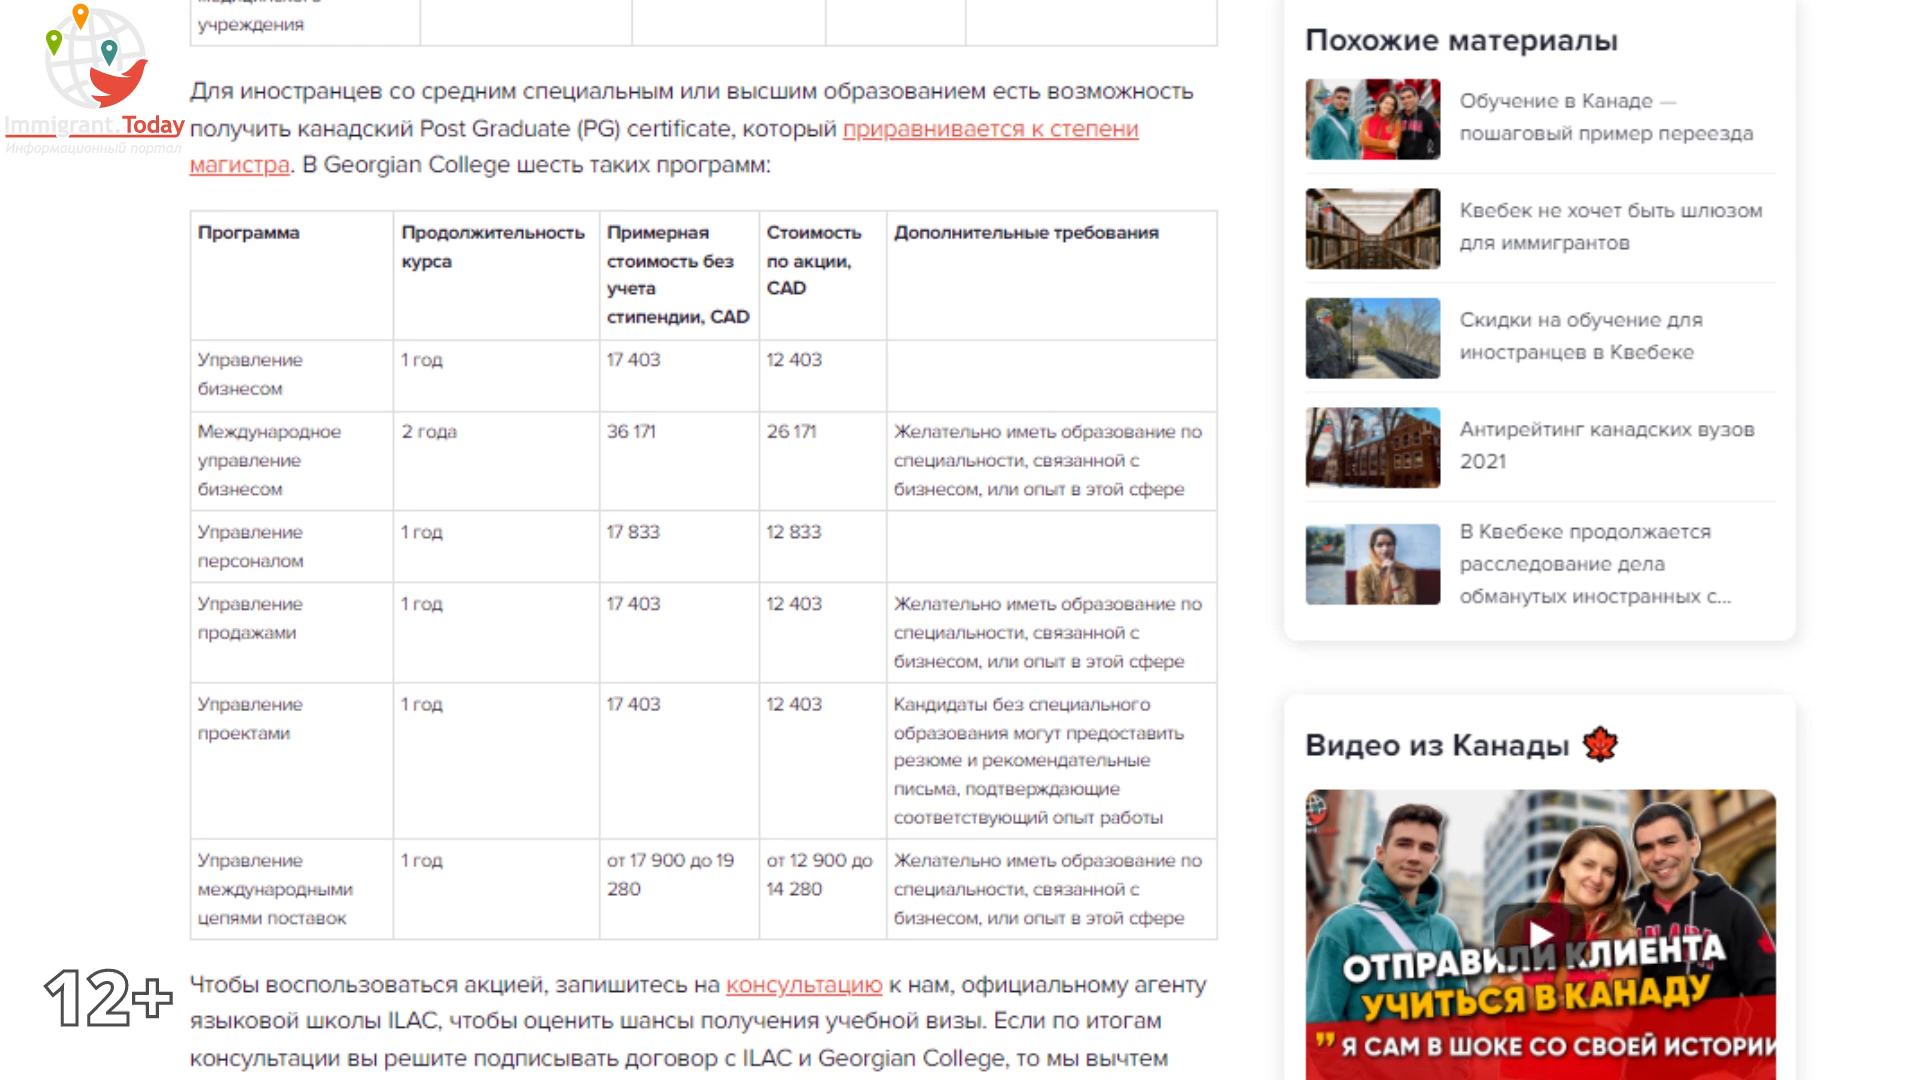 учреждения
Immigrant.Today
Информационный портал
Для иностранцев со средним специальным или высшим образованием есть возможность
получить канадский Post Graduate (PG) certificate, который приравнивается к степени
магистра. В Georgian College шесть таких программ:
Программа
Продолжительность
курса
Примерная
стоимость без
учета
стипендии, CAD
Стоимость
по акции,
CAD
Дополнительные требования
Управление
бизнесом
1 год
17 403
12 403
Международное
управление
бизнесом
2 года
36 171
26 171
Желательно иметь образование по
специальности, связанной с
бизнесом, или опыт в этой сфере
Управление
персоналом
1 год
17 833
12 833
Управление
продажами
1 год
17 403
12 403
Желательно иметь образование по
специальности, связанной с
бизнесом, или опыт в этой сфере
Управление
проектами
1 год
17 403
12 403
Кандидаты без специального
образования могут предоставить
резюме и рекомендательные
письма, подтверждающие
соответствующий опыт работы
Управление
международными
цепями поставок
1 год
от 17 900 до 19
280
от 12 900 до
14 280
Желательно иметь образование по
специальности, связанной с
бизнесом, или опыт в этой сфере
12+
Чтобы воспользоваться акцией, запишитесь на консультацию к нам, официальному агенту
языковой школы ILAC, чтобы оценить шансы получения учебной визы. Если по итогам
консультации вы решите подписывать договор с ILAC и Georgian College, то мы вычтем
Похожие материалы
Обучение в Канаде —
пошаговый пример переезда
Квебек не хочет быть шлюзом
для иммигрантов
Скидки на обучение для
иностранцев в Квебеке
Антирейтинг канадских вузов
2021
В Квебеке продолжается
расследование дела
обманутых иностранных с...
Видео из Канады
ОТПРАВИЛИ КЛИЕНТА
УЧИТЬСЯ В КАНАДУ
" Я САМ В ШОКЕ СО СВОЕЙ ИСТОРИИ